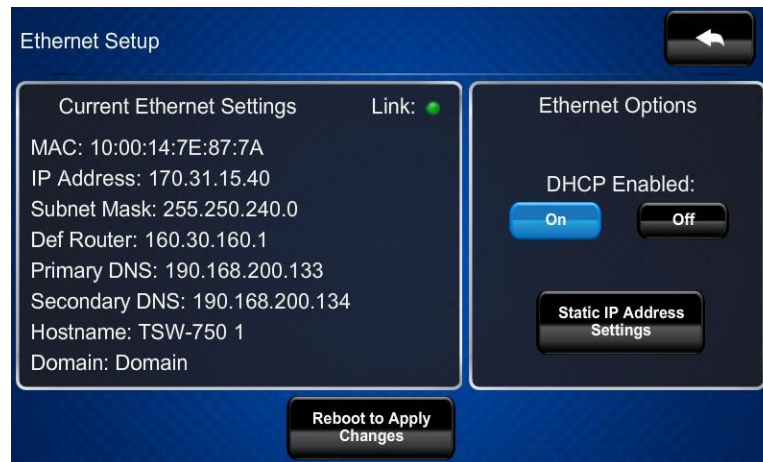 Ethernet Setup
Current Ethernet Settings Link:
MAC: 10:00:14:7E:87:7A
IP Address: 170.31.15.40
Subnet Mask: 255.250.240.0
Def Router: 160.30.160.1
Primary DNS: 190.168.200.133
Secondary DNS: 190.168.200.134
Hostname: TSW-750 1
Domain: Domain
Ethernet Options
DHCP Enabled:
On Off
Static IP Address
Settings
Reboot to Apply
Changes